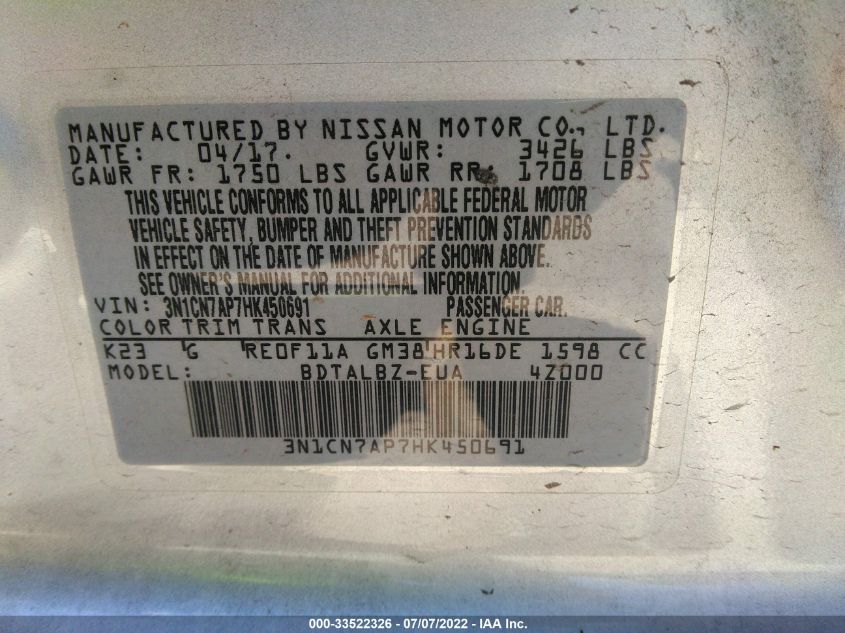 MANUFACTURED BY NISSAN MOTOR CO., LTD.
DATE: 04/17. GVWR: 3426 LBS
GAWR FR: 1750 LBS GAWR RR: 1708 LBS
THIS VEHICLE CONFORMS TO ALL APPLICABLE FEDERAL MOTOR
VEHICLE SAFETY, BUMPER AND THEFT PREVENTION STANDARDS
IN EFFECT ON THE DATE OF MANUFACTURE SHOWN ABOVE.
SEE OWNER'S MANUAL FOR ADDITIONAL INFORMATION.
VIN: 3N1CN7AP7HK450691 PASSENGER CAR.
COLOR TRIM TRANS AXLE ENGINE
K23 G RE0F11A GM38 HR16DE 1598 CC
MODEL: BDTALBZ-EUA 4Z000
3N1CN7AP7HK450691
000-33522326 - 07/07/2022 - IAA Inc.